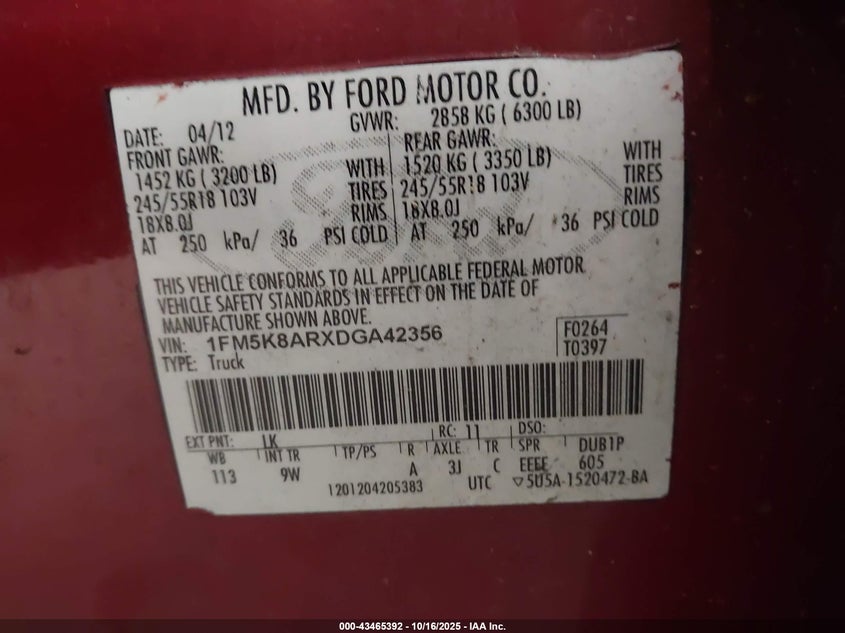 MFD. BY FORD MOTOR CO.
DATE: 04/12 GVWR: 2858 KG ( 6300 LB)
FRONT GAWR: REAR GAWR:
1452 KG ( 3200 LB) WITH 1520 KG ( 3350 LB) WITH
245/55R18 103V TIRES 245/55R18 103V TIRES
18X8.0J RIMS 18X8.0J RIMS
AT 250 kPa/ 36 PSI COLD AT 250 kPa/ 36 PSI COLD
THIS VEHICLE CONFORMS TO ALL APPLICABLE FEDERAL MOTOR
VEHICLE SAFETY STANDARDS IN EFFECT ON THE DATE OF
MANUFACTURE SHOWN ABOVE.
VIN: 1FM5K8ARXDGA42356 F0264
TYPE: Truck T0397
EXT PNT: LK RC: 11 DSO:
WB INT TR TP/PS R AXLE TR SPR DUB1P
113 9W A 3J C EEEE 605
1201204205383 UTC ▽5U5A-1520472-BA
000-43465392 - 10/16/2025 - IAA Inc.